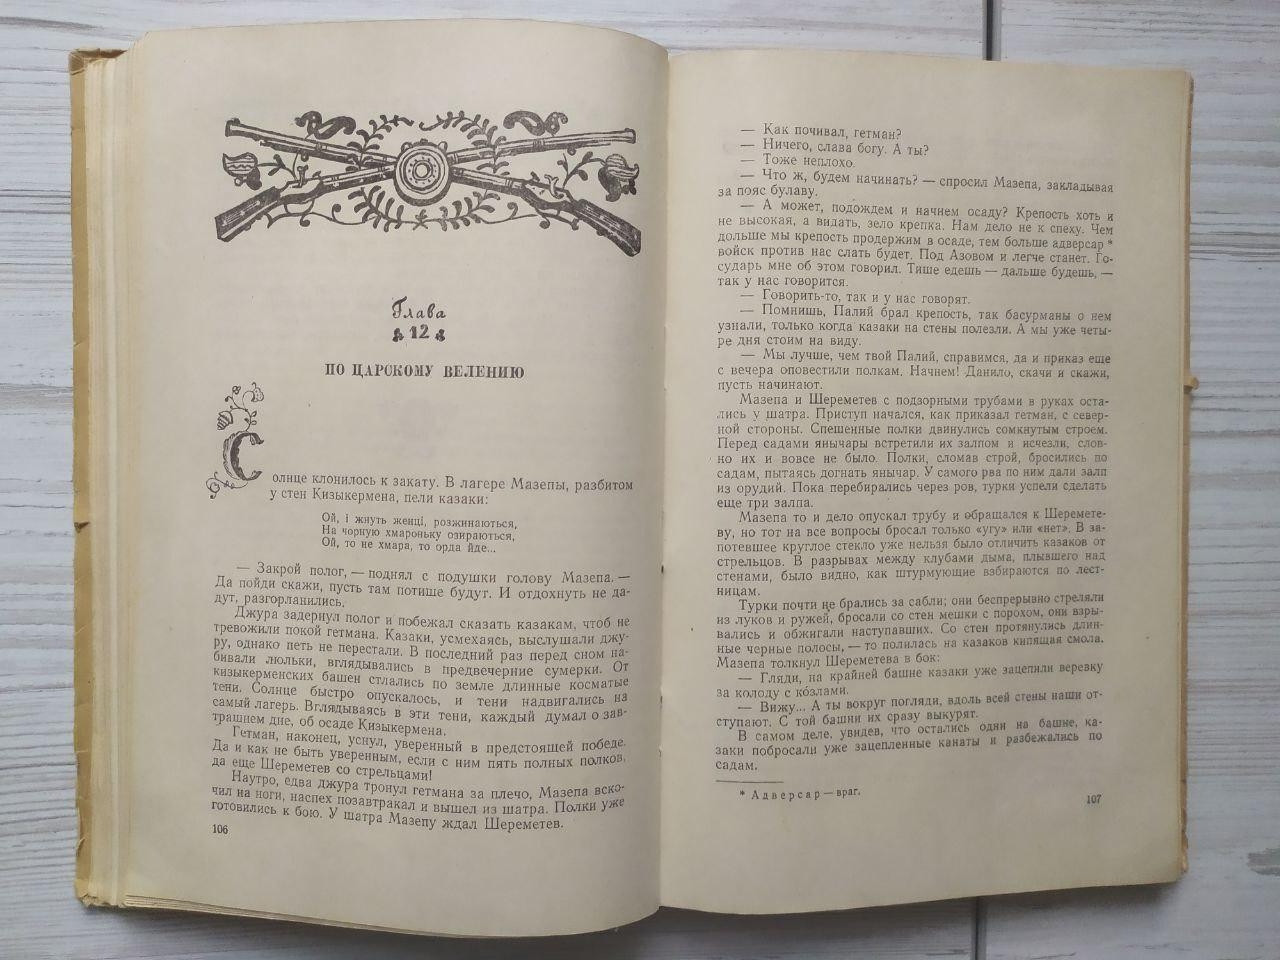 Глава
12
ПО ЦАРСКОМУ ВЕЛЕНИЮ
Солнце клонилось к закату. В лагере Мазепы, разбитом
у стен Кизыкермена, пели казаки:
Ой, і жнуть женці, розжинаються,
На чорную хмароньку озираються,
Ой, то не хмара, то орда йде...
— Закрой полог, — поднял с подушки голову Мазепа. —
Да пойди скажи, пусть там потише будут. И отдохнуть не да-
дут, разгорланились.
Джура задернул полог и побежал сказать казакам, чтоб не
тревожили покой гетмана. Казаки, усмехаясь, выслушали джу-
ру, однако петь не перестали. В последний раз перед сном на-
бивали люльки, вглядывались в предвечерние сумерки. От
кизыкерменских башен стлались по земле длинные косматые
тени. Солнце быстро опускалось, и тени надвигались на
самый лагерь. Вглядываясь в эти тени, каждый думал о зав-
трашнем дне, об осаде Кизыкермена.
Гетман, наконец, уснул, уверенный в предстоящей победе.
Да и как не быть уверенным, если с ним пять полных полков,
да еще Шереметев со стрельцами!
Наутро, едва джура тронул гетмана за плечо, Мазепа вско-
чил на ноги, наспех позавтракал и вышел из шатра. Полки уже
готовились к бою. У шатра Мазепу ждал Шереметев.
106
— Как почивал, гетман?
— Ничего, слава богу. А ты?
— Тоже неплохо.
— Что ж, будем начинать? — спросил Мазепа, закладывая
за пояс булаву.
— А может, подождем и начнем осаду? Крепость хоть и
не высокая, а видать, зело крепка. Нам дело не к спеху. Чем
дольше мы крепость продержим в осаде, тем больше адверсар *
войск против нас слать будет. Под Азовом и легче станет. Го-
сударь мне об этом говорил. Тише едешь — дальше будешь, —
так у нас говорится.
— Говорить-то, так и у нас говорят.
— Помнишь, Палий брал крепость, так басурманы о нем
узнали, только когда казаки на стены полезли. А мы уже четы-
ре дня стоим на виду.
— Мы лучше, чем твой Палий, справимся, да и приказ еще
с вечера оповестили полкам. Начнем! Данило, скачи и скажи,
пусть начинают.
Мазепа и Шереметев с подзорными трубами в руках оста-
лись у шатра. Приступ начался, как приказал гетман, с север-
ной стороны. Спешенные полки двинулись сомкнутым строем.
Перед садами янычары встретили их залпом и исчезли, слов-
но их и вовсе не было. Полки, сломав строй, бросились по
садам, пытаясь догнать янычар. У самого рва по ним дали залп
из орудий. Пока перебирались через ров, турки успели сделать
еще три залпа.
Мазепа то и дело опускал трубу и обращался к Шеремете-
ву, но тот на все вопросы бросал только «угу» или «нет». В за-
потевшее круглое стекло уже нельзя было отличить казаков от
стрельцов. В разрывах между клубами дыма, плывшего над
стенами, было видно, как штурмующие взбираются по лест-
ницам.
Турки почти не брались за сабли; они беспрерывно стреляли
из луков и ружей, бросали со стен мешки с порохом, они взры-
вались и обжигали наступавших. Со стен протянулись длин-
ные черные полосы, — то полилась на казаков кипящая смола.
Мазепа толкнул Шереметева в бок:
— Гляди, на крайней башне казаки уже зацепили веревку
за колоду с ко́злами.
— Вижу... А ты вокруг погляди, вдоль всей стены наши от-
ступают. С той башни их сразу выкурят.
В самом деле, увидев, что остались одни на башне, ка-
заки побросали уже зацепленные канаты и разбежались по
садам.
* Адверсар — враг.
107